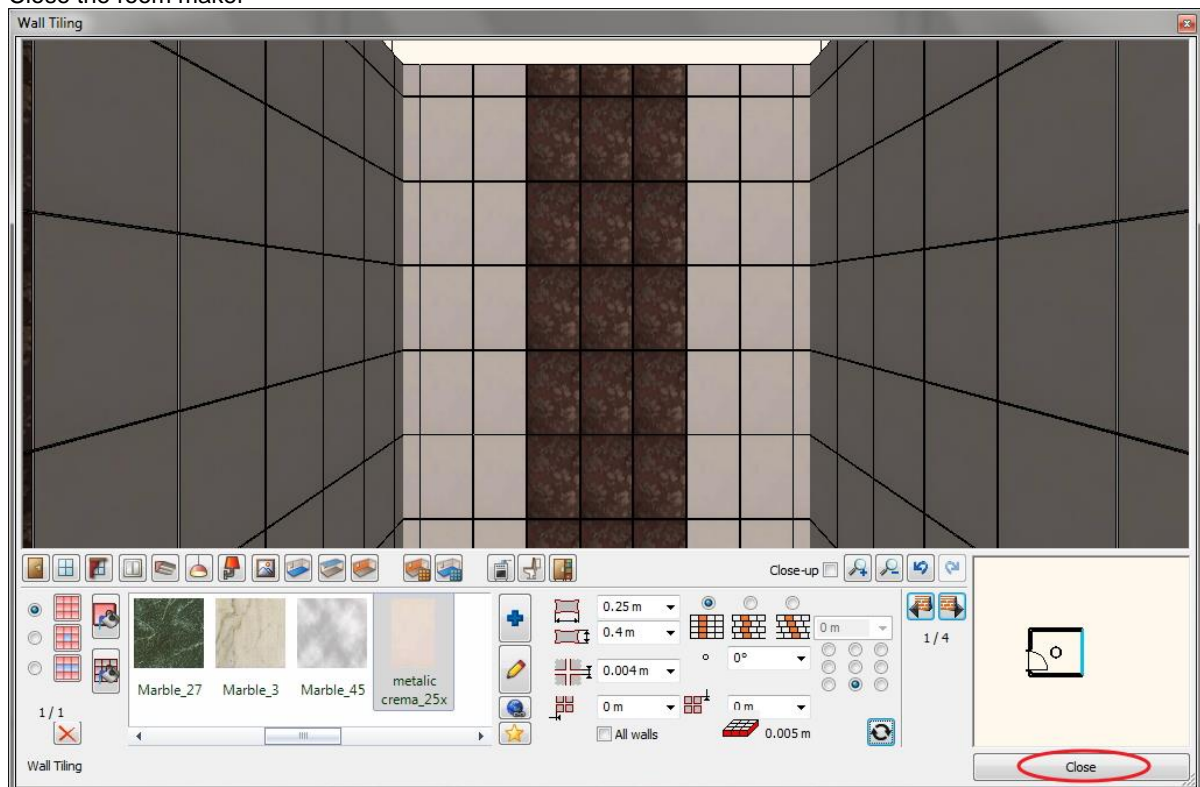 Close the room maker
Wall Tiling
Close-up
0.25 m
0.4 m
0 m
1 / 4
0.004 m
0°
Marble_27 Marble_3 Marble_45 metalic
crema_25x
0 m 0 m
1 / 1
All walls 0.005 m
Wall Tiling
Close